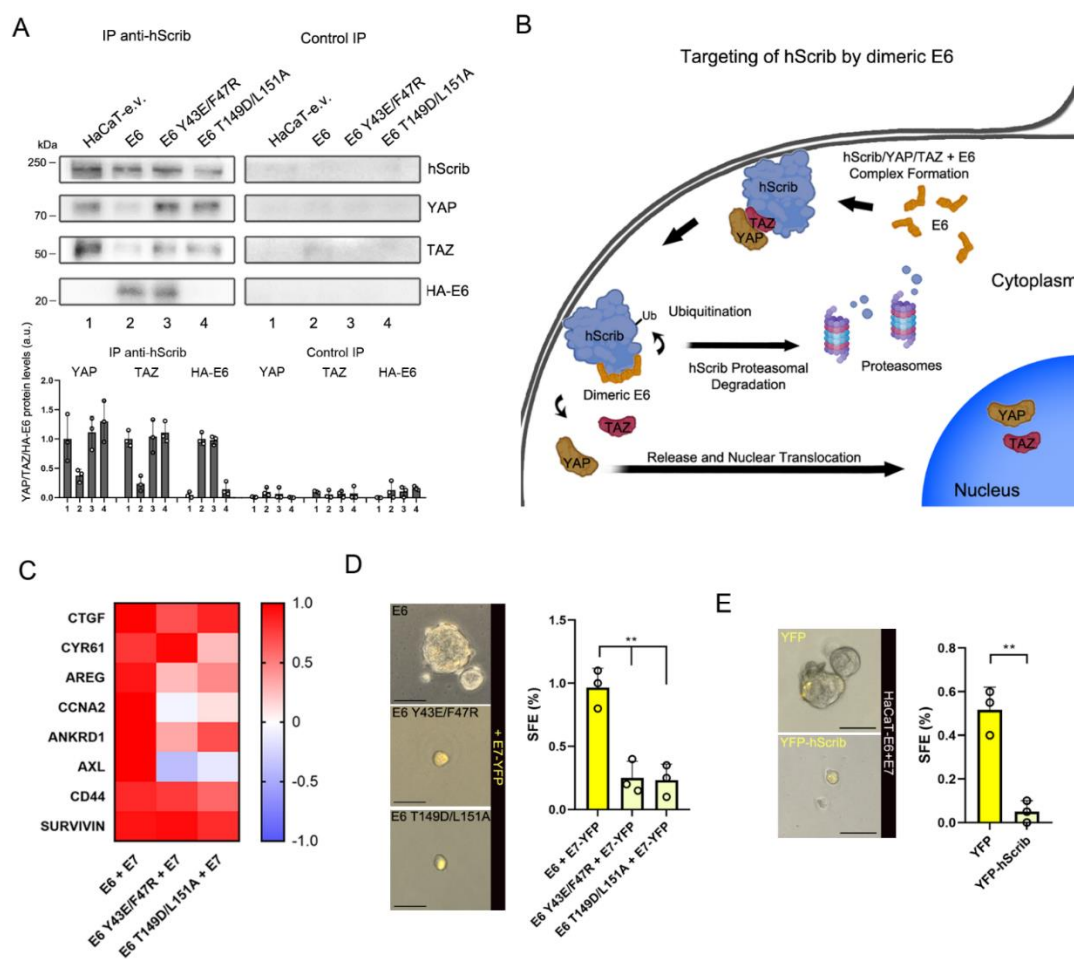 A
IP anti-hScrib
Control IP
HaCaT-e.v.
E6
E6 Y43E/F47R
E6 T149D/L151A
HaCaT-e.v.
E6
E6 Y43E/F47R
E6 T149D/L151A
kDa
250
hScrib
70
YAP
50
TAZ
20
HA-E6
1 2 3 4 1 2 3 4
IP anti-hScrib
Control IP
YAP TAZ HA-E6 YAP TAZ HA-E6
YAP/TAZ/HA-E6 protein levels (a.u.)
2.0
1.5
1.0
0.5
0.0
1 2 3 4 1 2 3 4 1 2 3 4 1 2 3 4 1 2 3 4 1 2 3 4
B
Targeting of hScrib by dimeric E6
hScrib/YAP/TAZ + E6
Complex Formation
hScrib
TAZ
YAP
E6
Cytoplasm
Ub
Ubiquitination
hScrib
hScrib Proteasomal
Degradation
Proteasomes
Dimeric E6
TAZ
YAP
Release and Nuclear Translocation
YAP
TAZ
Nucleus
C
CTGF
CYR61
AREG
CCNA2
ANKRD1
AXL
CD44
SURVIVIN
1.0
0.5
0
-0.5
-1.0
E6 + E7
E6 Y43E/F47R + E7
E6 T149D/L151A + E7
D
E6
E6 Y43E/F47R
E6 T149D/L151A
+ E7-YFP
SFE (%)
1.5
1.0
0.5
0.0
**
E6 + E7-YFP
E6 Y43E/F47R + E7-YFP
E6 T149D/L151A + E7-YFP
E
YFP
YFP-hScrib
HaCaT-E6+E7
SFE (%)
0.8
0.6
0.4
0.2
0.0
**
YFP
YFP-hScrib